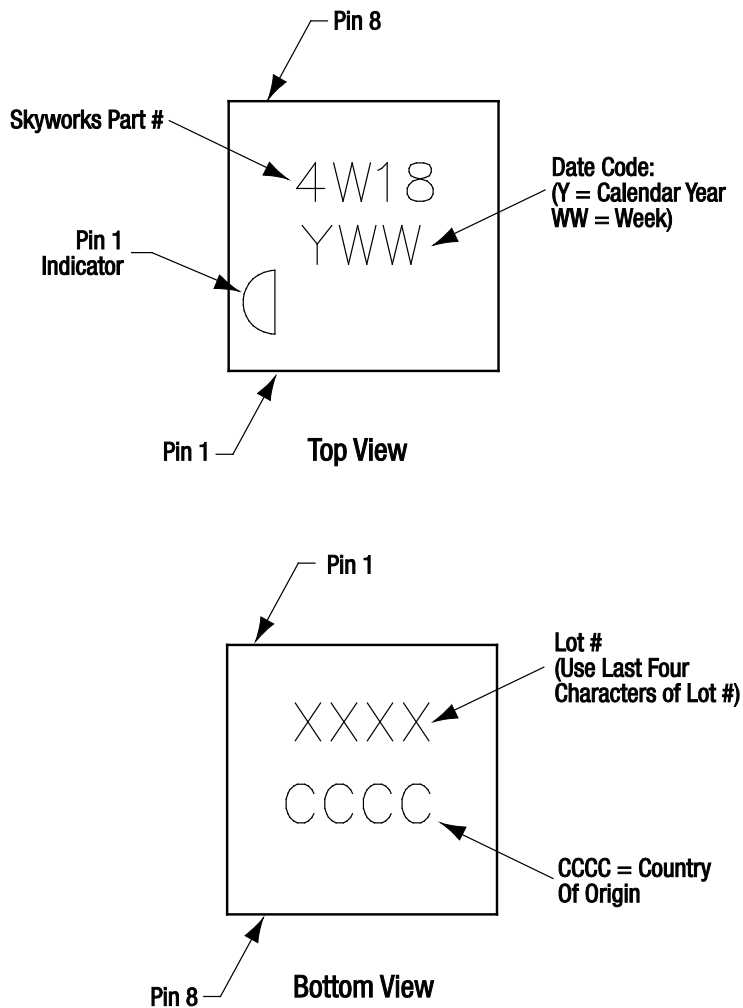 Pin 8
Skyworks Part #
4W18
Date Code:
(Y = Calendar Year
WW = Week)
YWW
Pin 1
Indicator
Pin 1
Top View
Pin 1
Lot #
(Use Last Four
Characters of Lot #)
XXXX
CCCC
CCCC = Country
Of Origin
Pin 8
Bottom View